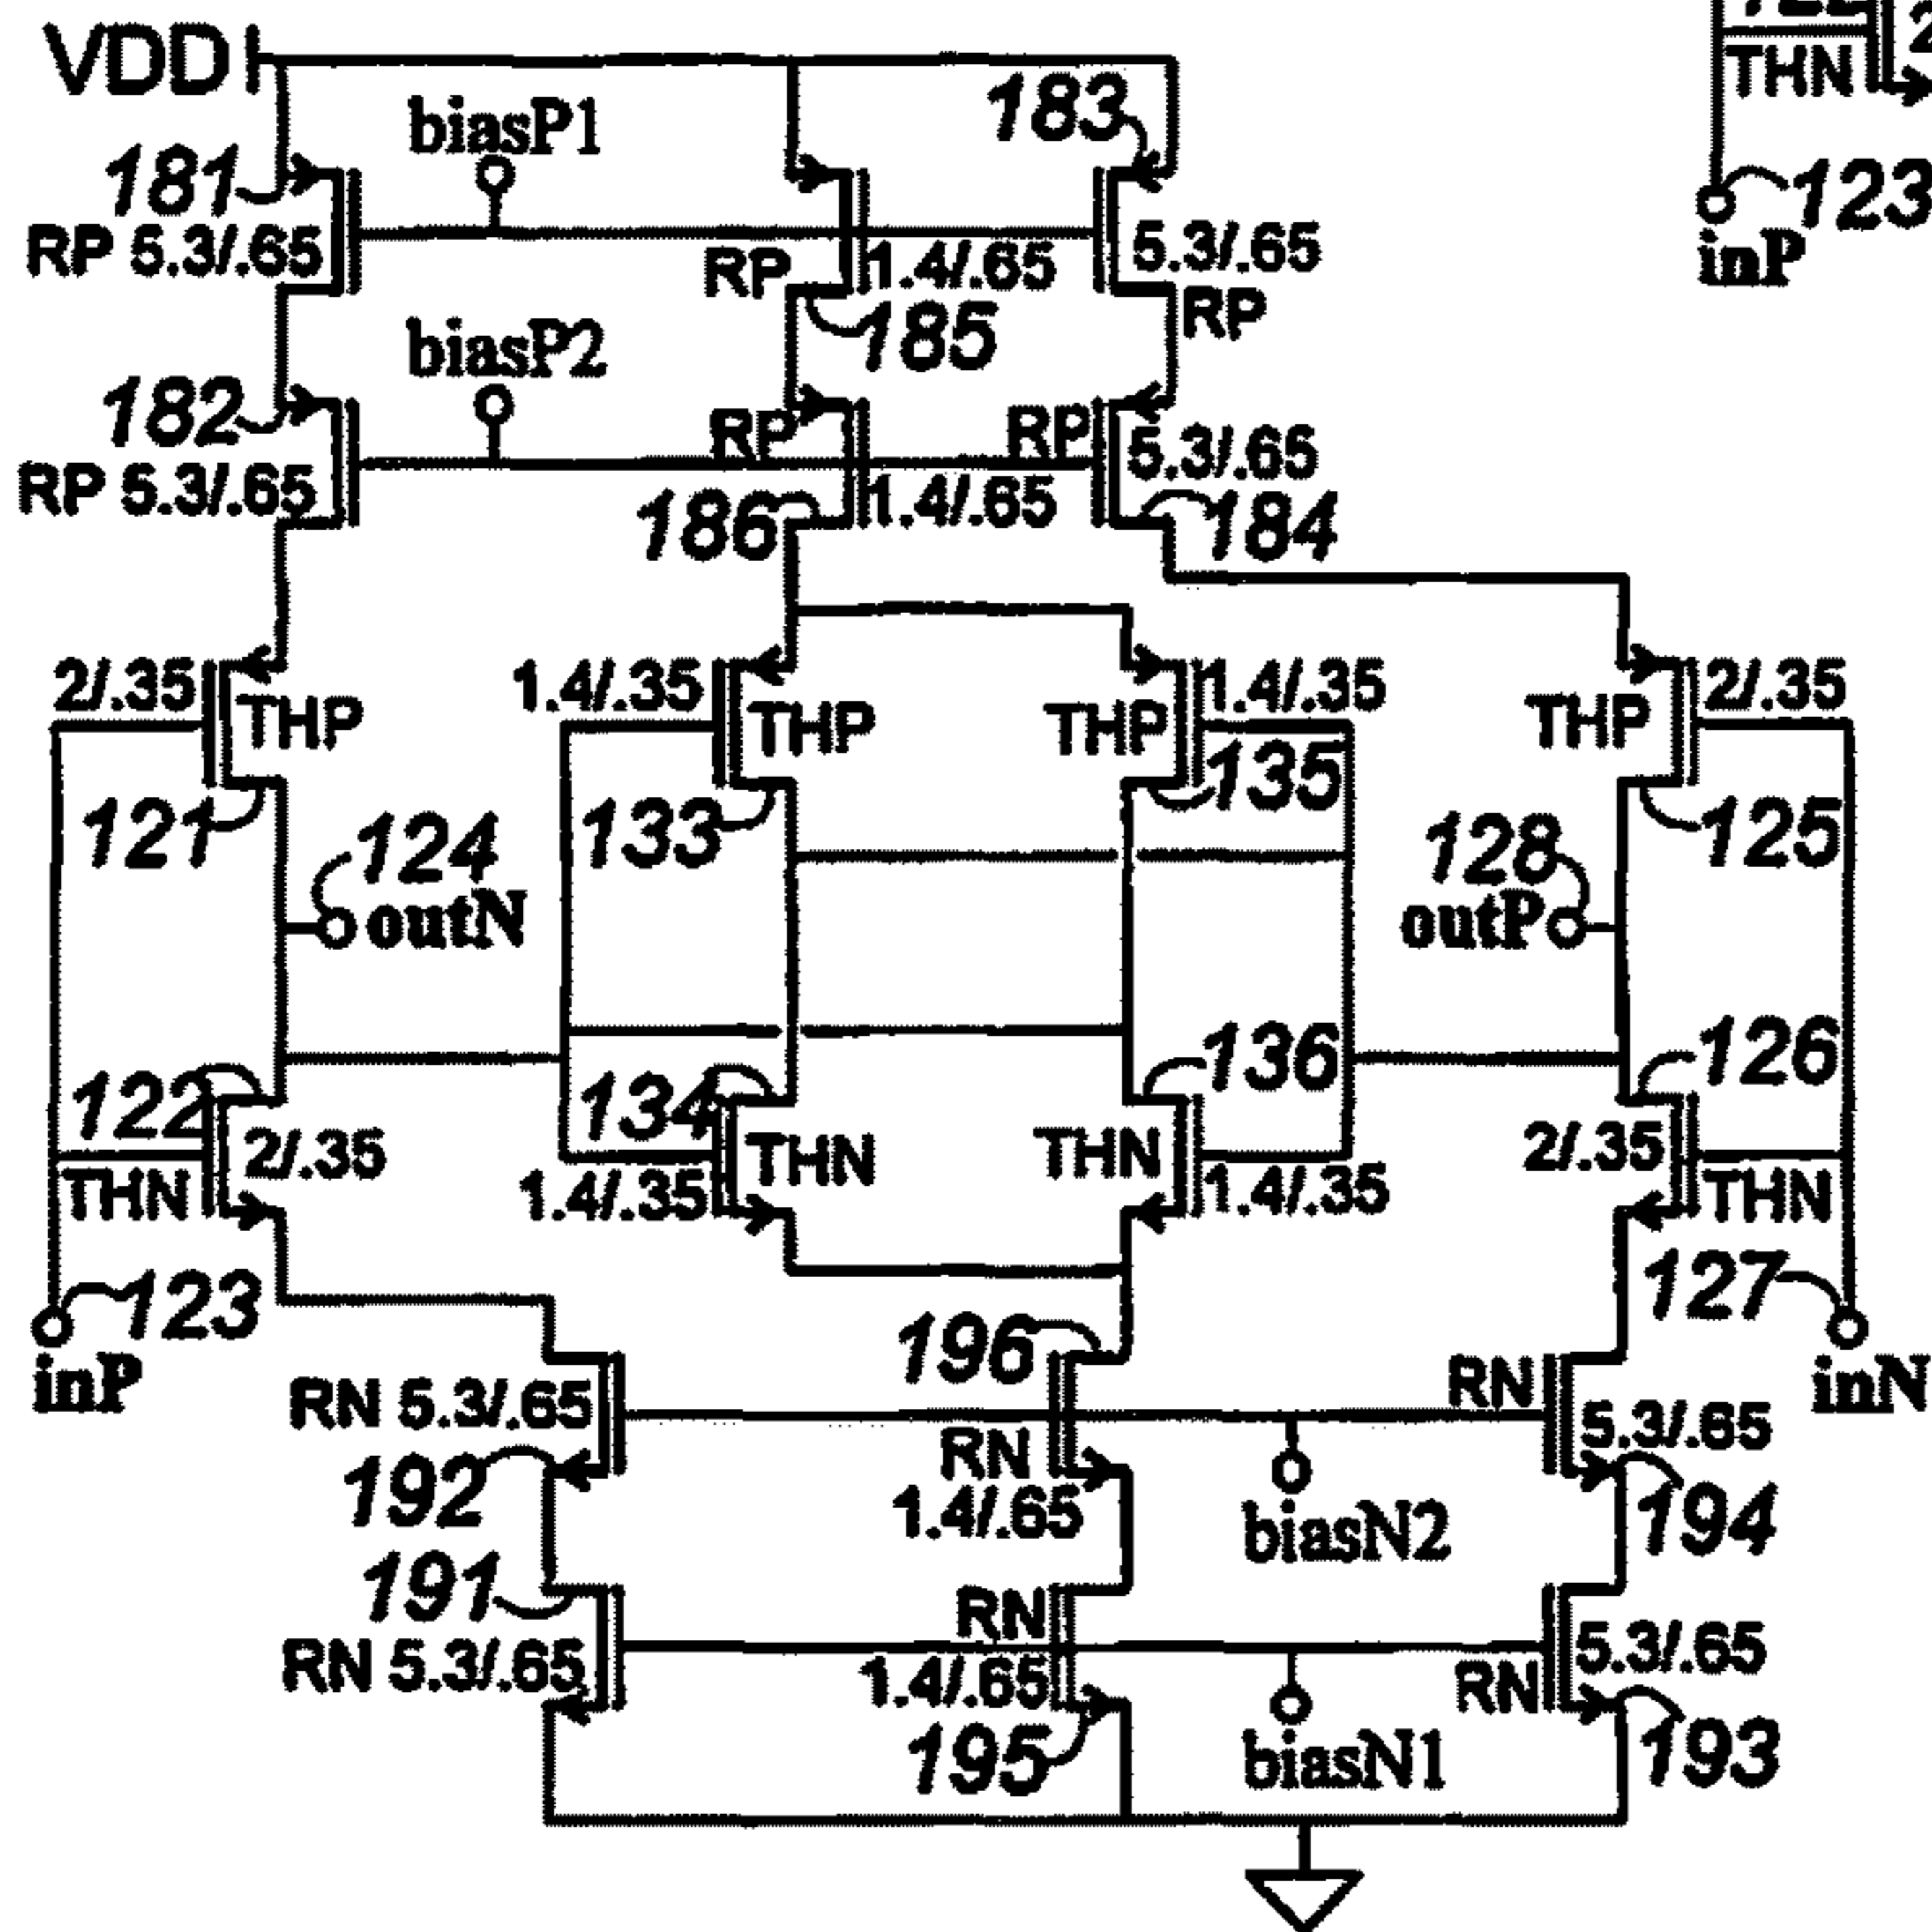 VDD
biasP1
183
THN
181
123
RP 5.3/.65
RP
1.4/.65
5.3/.65
inP
RP
185
biasP2
182
RP
RP
5.3/.65
RP 5.3/.65
186
1.4/.65
184
2/.35
THP
1.4/.35
THP
THP
1.4/.35
THP
2/.35
121
133
135
125
124
outN
128
outP
122
134
136
126
THN
2/.35
1.4/.35
THN
THN
1.4/.35
2/.35
THN
123
inP
196
127
inN
RN 5.3/.65
RN
1.4/.65
RN
5.3/.65
192
biasN2
194
191
RN
RN 5.3/.65
1.4/.65
5.3/.65
RN
195
biasN1
193